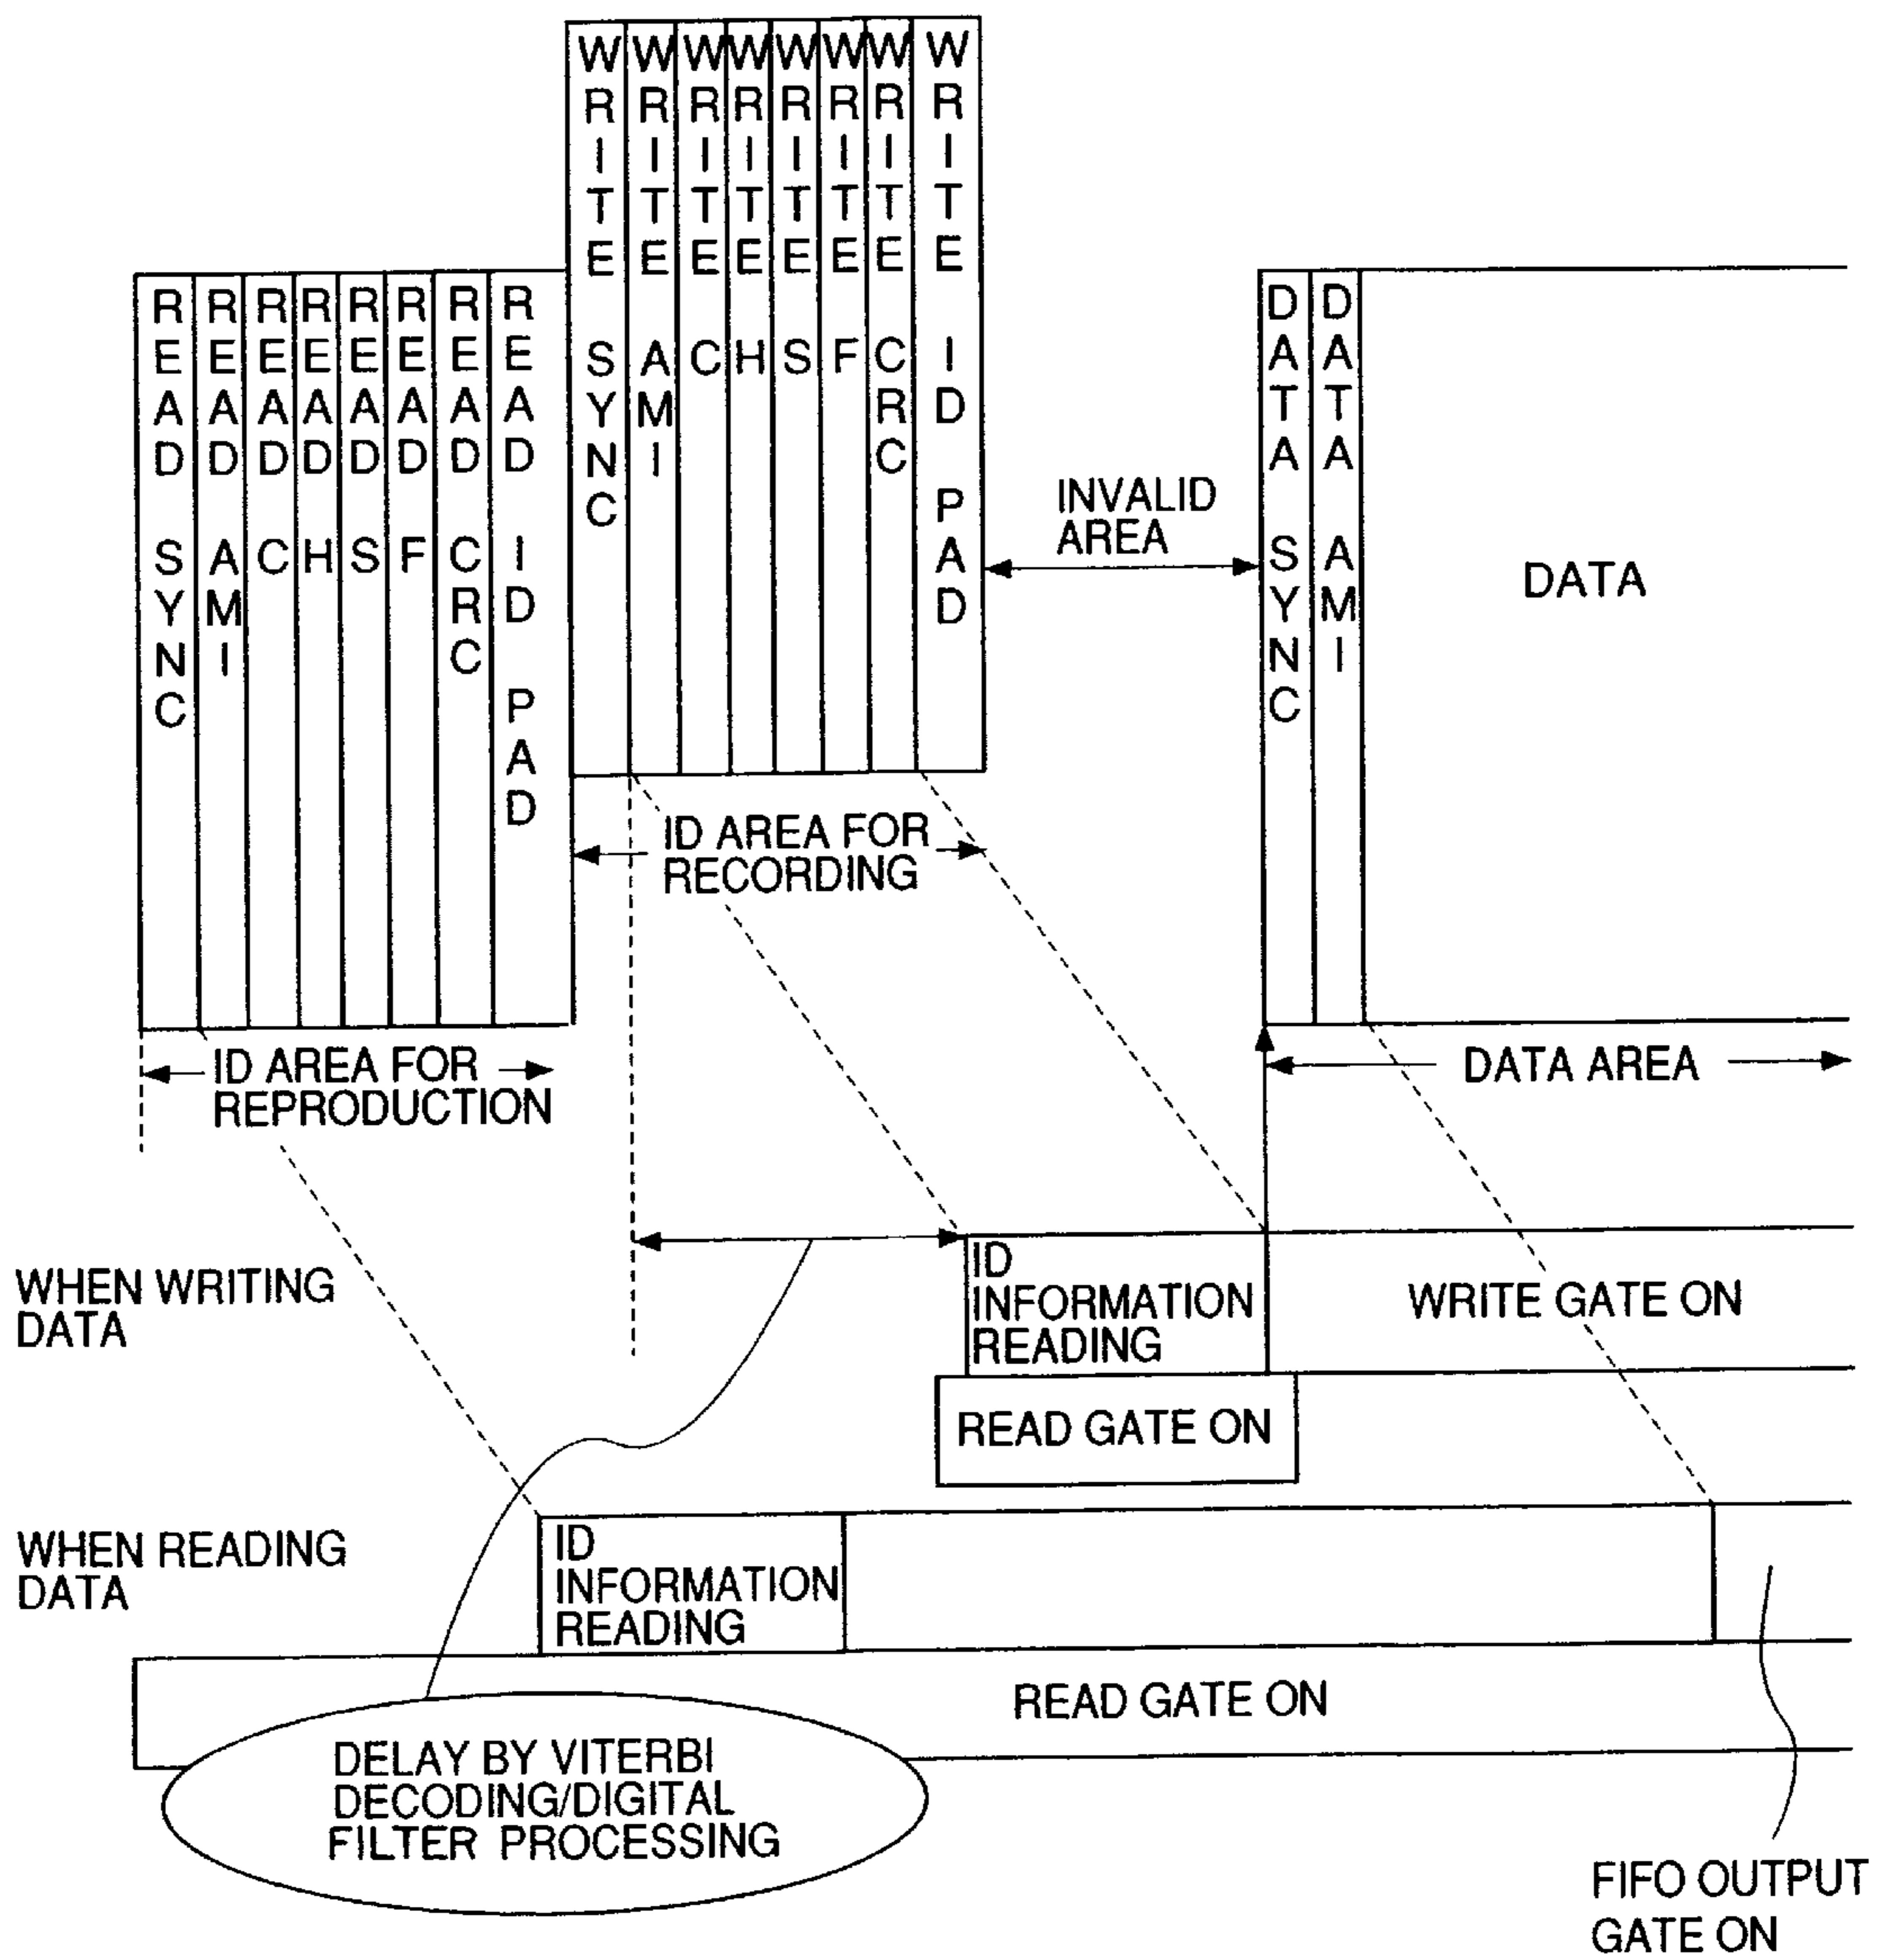 WRITE SYNC
WRITE AMI
WRITE C
WRITE H
WRITE S
WRITE F
WRITE CRC
WRITE ID PAD
READ SYNC
READ AMI
READ C
READ H
READ S
READ F
READ CRC
READ ID PAD
INVALID
AREA
DATA SYNC
DATA AMI
DATA
ID AREA FOR
RECORDING
ID AREA FOR
REPRODUCTION
DATA AREA
WHEN WRITING
DATA
ID
INFORMATION
READING
WRITE GATE ON
READ GATE ON
WHEN READING
DATA
ID
INFORMATION
READING
READ GATE ON
DELAY BY VITERBI
DECODING/DIGITAL
FILTER PROCESSING
FIFO OUTPUT
GATE ON